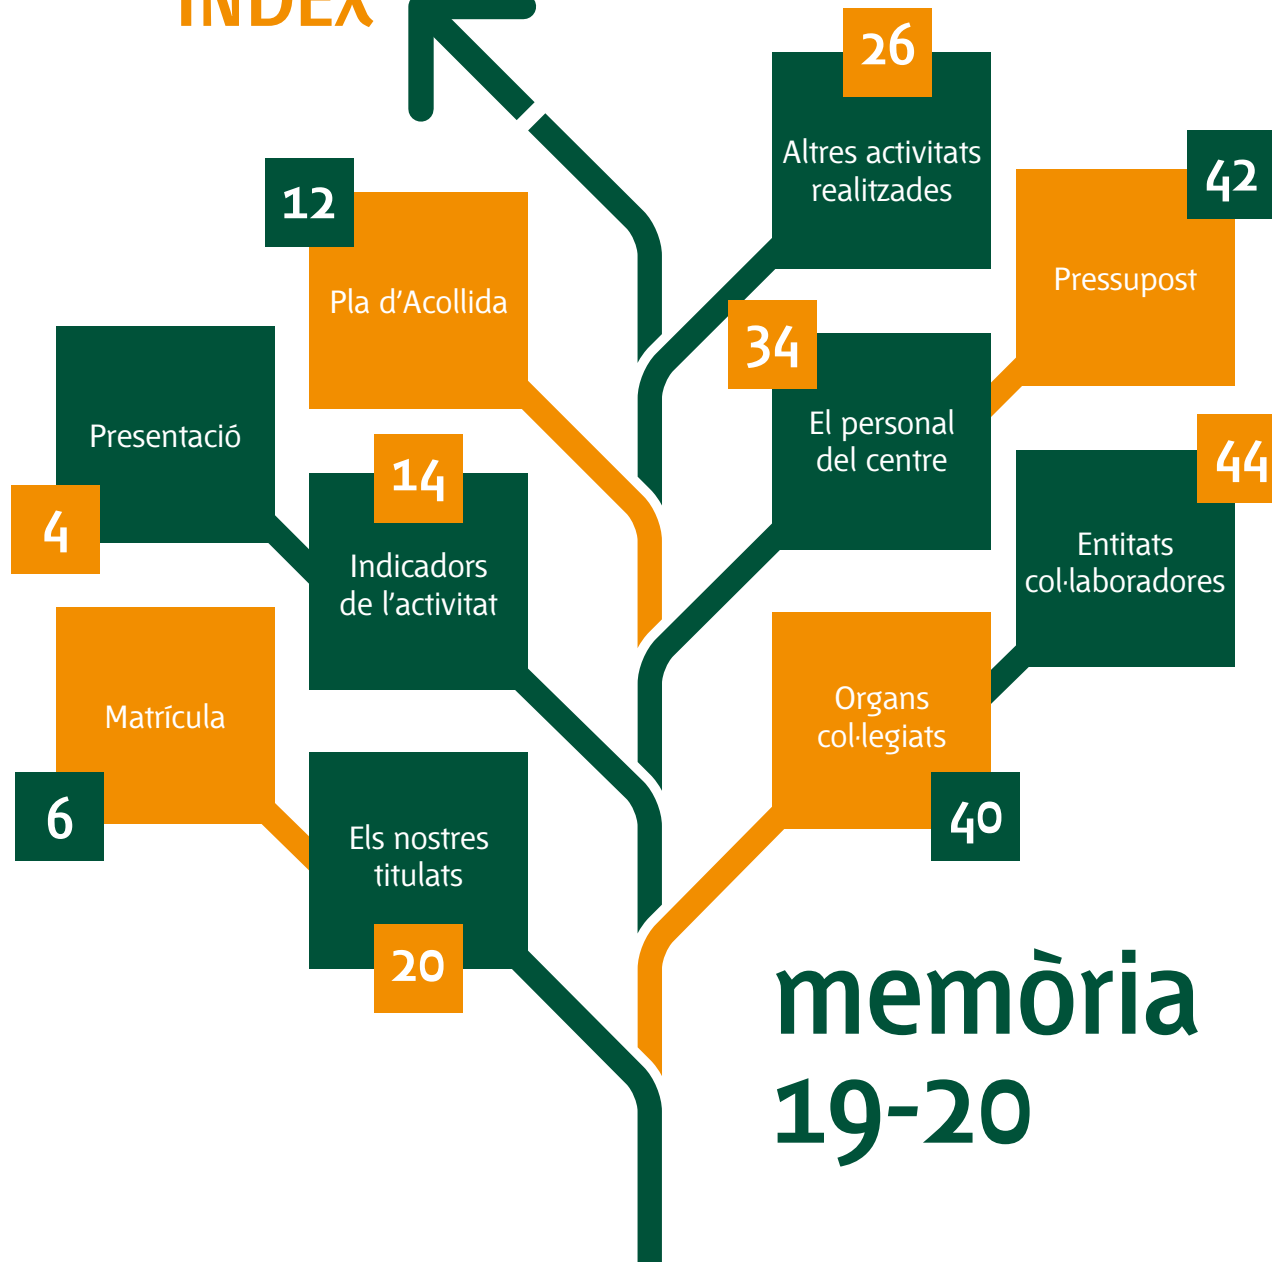 INDEX
4
Presentació
6
Matrícula
12
Pla d'Acollida
14
Indicadors
de l'activitat
20
Els nostres
titulats
26
Altres activitats
realitzades
34
El personal
del centre
40
Organs
col·legiats
42
Pressupost
44
Entitats
col·laboradores
memòria
19-20